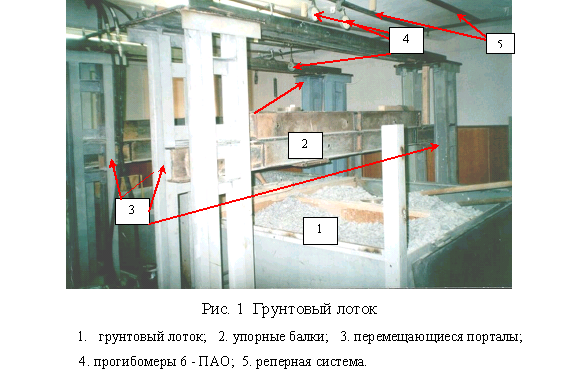 4
5
2
3
1
Рис. 1 Грунтовый лоток
1. грунтовый лоток; 2. упорные балки; 3. перемещающиеся порталы;
4. прогибомеры 6 - ПАО; 5. реперная система.